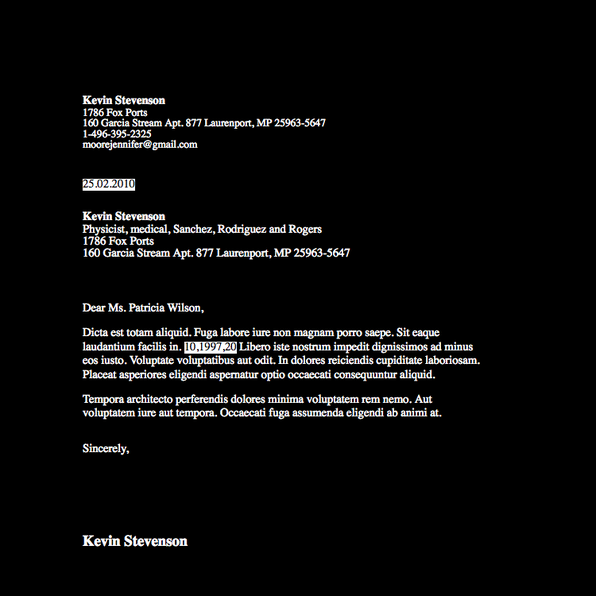 Kevin Stevenson
1786 Fox Ports
160 Garcia Stream Apt. 877 Laurenport, MP 25963-5647
1-496-395-2325
moorejennifer@gmail.com
25.02.2010
Kevin Stevenson
Physicist, medical, Sanchez, Rodriguez and Rogers
1786 Fox Ports
160 Garcia Stream Apt. 877 Laurenport, MP 25963-5647
Dear Ms. Patricia Wilson,
Dicta est totam aliquid. Fuga labore iure non magnam porro saepe. Sit eaque
laudantium facilis in. 10,1997,20 Libero iste nostrum impedit dignissimos ad minus
eos iusto. Voluptate voluptatibus aut odit. In dolores reiciendis cupiditate laboriosam.
Placeat asperiores eligendi aspernatur optio occaecati consequuntur aliquid.
Tempora architecto perferendis dolores minima voluptatem rem nemo. Aut
voluptatem iure aut tempora. Occaecati fuga assumenda eligendi ab animi at.
Sincerely,
Kevin Stevenson